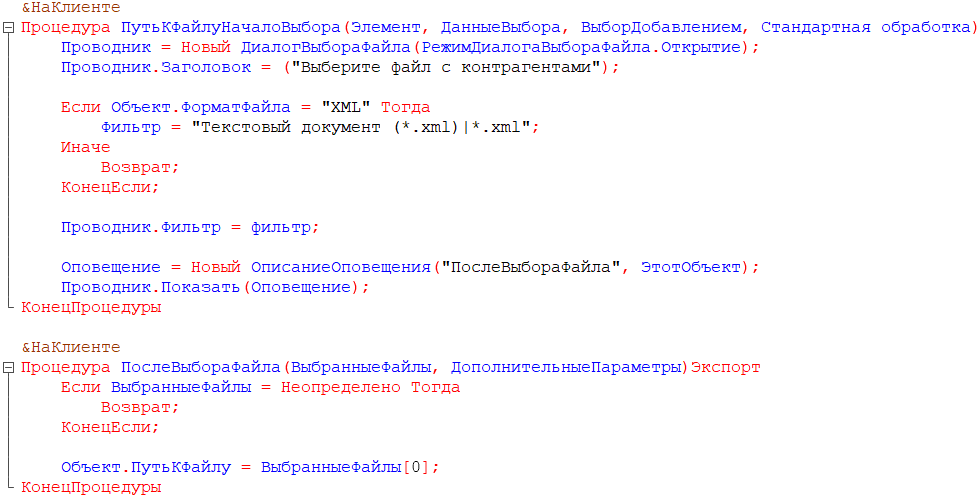 &НаКлиенте
Процедура ПутьКФайлуНачалоВыбора(Элемент, ДанныеВыбора, ВыборДобавлением, Стандартная обработка)
    Проводник = Новый ДиалогВыбораФайла(РежимДиалогаВыбораФайла.Открытие);
    Проводник.Заголовок = ("Выберите файл с контрагентами");

    Если Объект.ФорматФайла = "XML" Тогда
        Фильтр = "Текстовый документ (*.xml)|*.xml";
    Иначе
        Возврат;
    КонецЕсли;

    Проводник.Фильтр = фильтр;

    Оповещение = Новый ОписаниеОповещения("ПослеВыбораФайла", ЭтотОбъект);
    Проводник.Показать(Оповещение);
КонецПроцедуры

&НаКлиенте
Процедура ПослеВыбораФайла(ВыбранныеФайлы, ДополнительныеПараметры)Экспорт
    Если ВыбранныеФайлы = Неопределено Тогда
        Возврат;
    КонецЕсли;

    Объект.ПутьКФайлу = ВыбранныеФайлы[0];
КонецПроцедуры